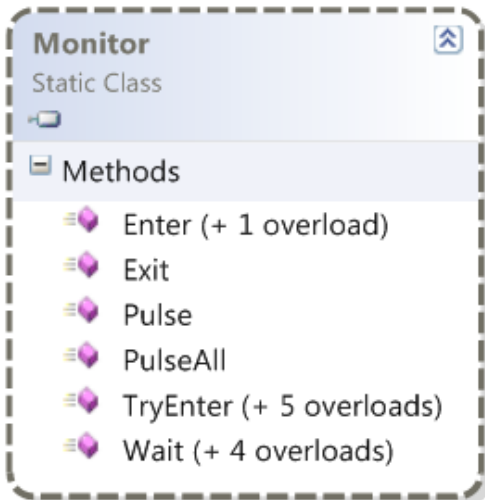 Monitor
Static Class
Methods
Enter (+ 1 overload)
Exit
Pulse
PulseAll
TryEnter (+ 5 overloads)
Wait (+ 4 overloads)